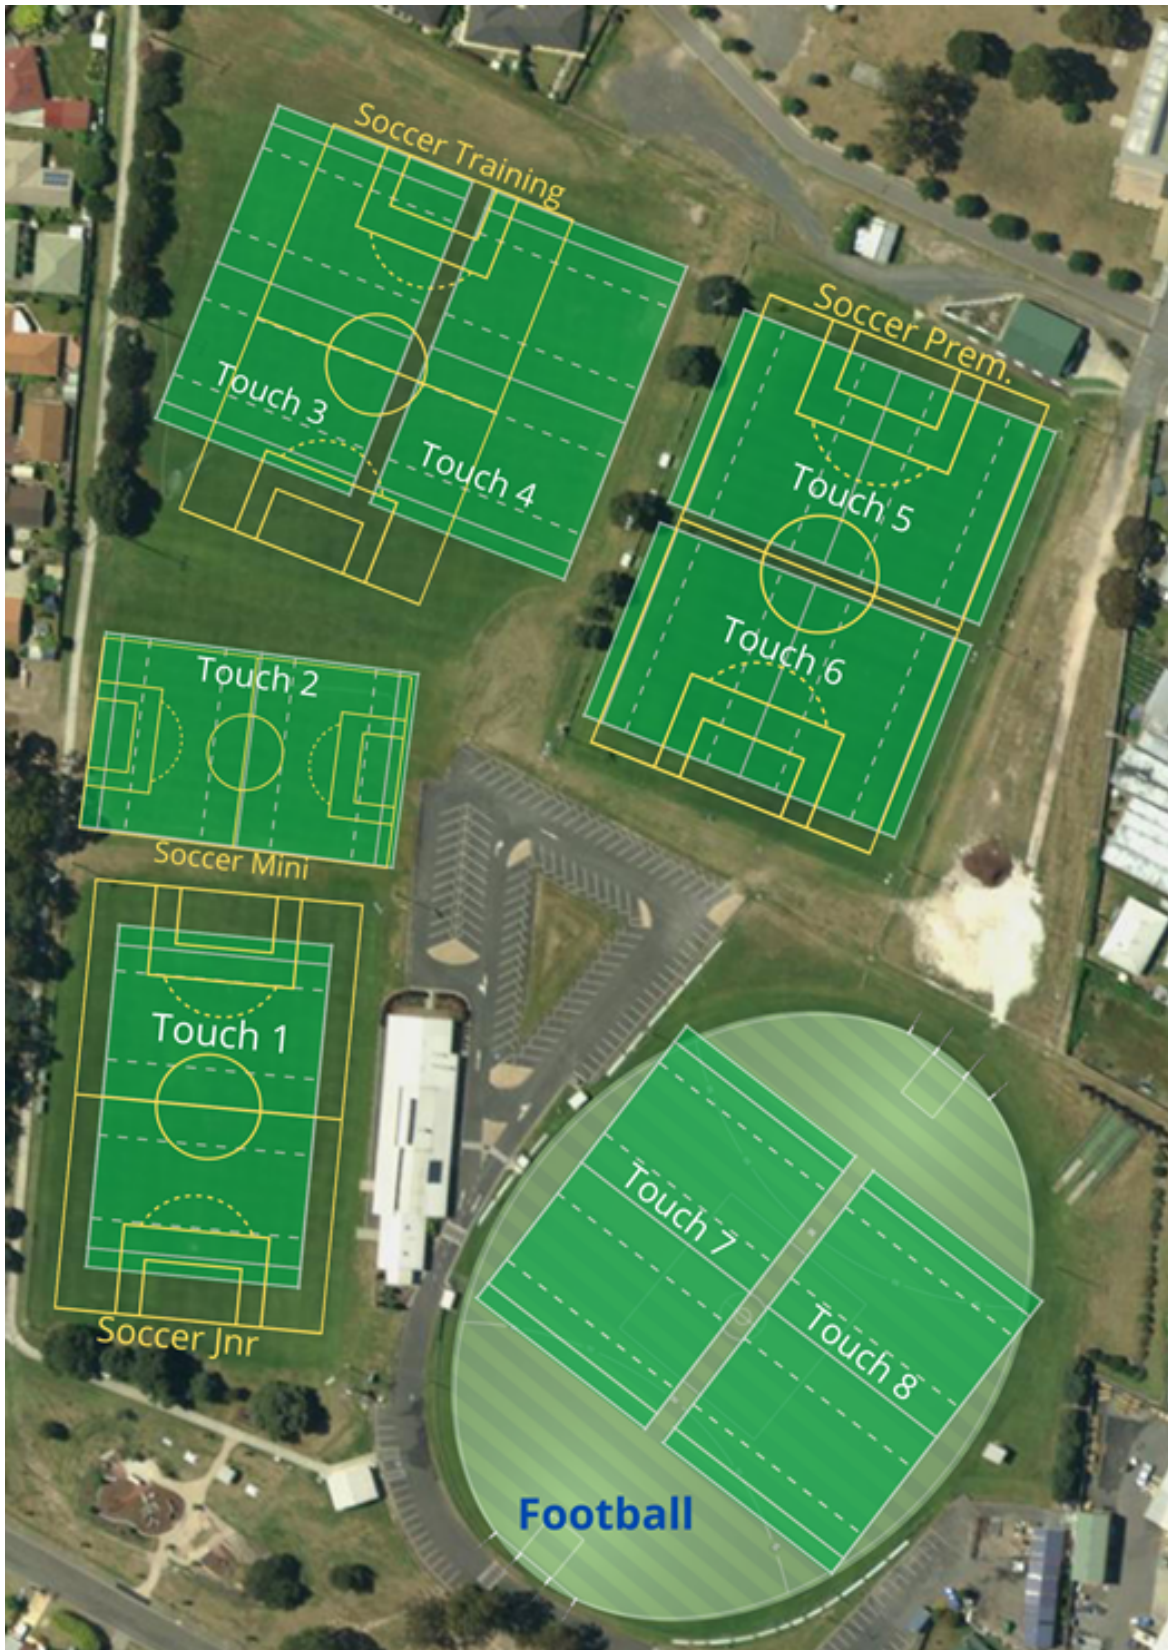 Soccer Training
Soccer Prem.
Touch 3
Touch 4
Touch 5
Touch 6
Touch 2
Soccer Mini
Touch 1
Touch 7
Touch 8
Soccer Jnr
Football